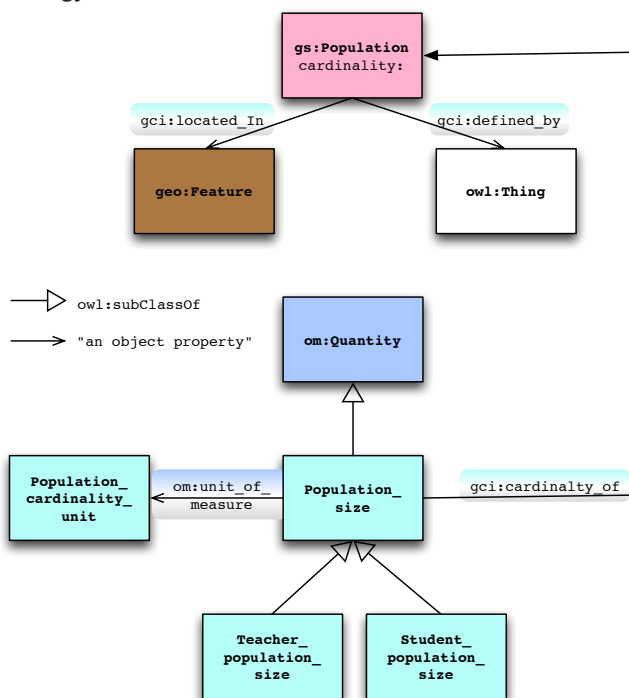 gs:Population
cardinality:
gci:located_In
gci:defined_by
geo:Feature
owl:Thing
owl:subClassOf
"an object property"
om:Quantity
Population_
cardinality_
unit
om:unit_of_
measure
Population_
size
gci:cardinalty_of
Teacher_
population_
size
Student_
population_
size